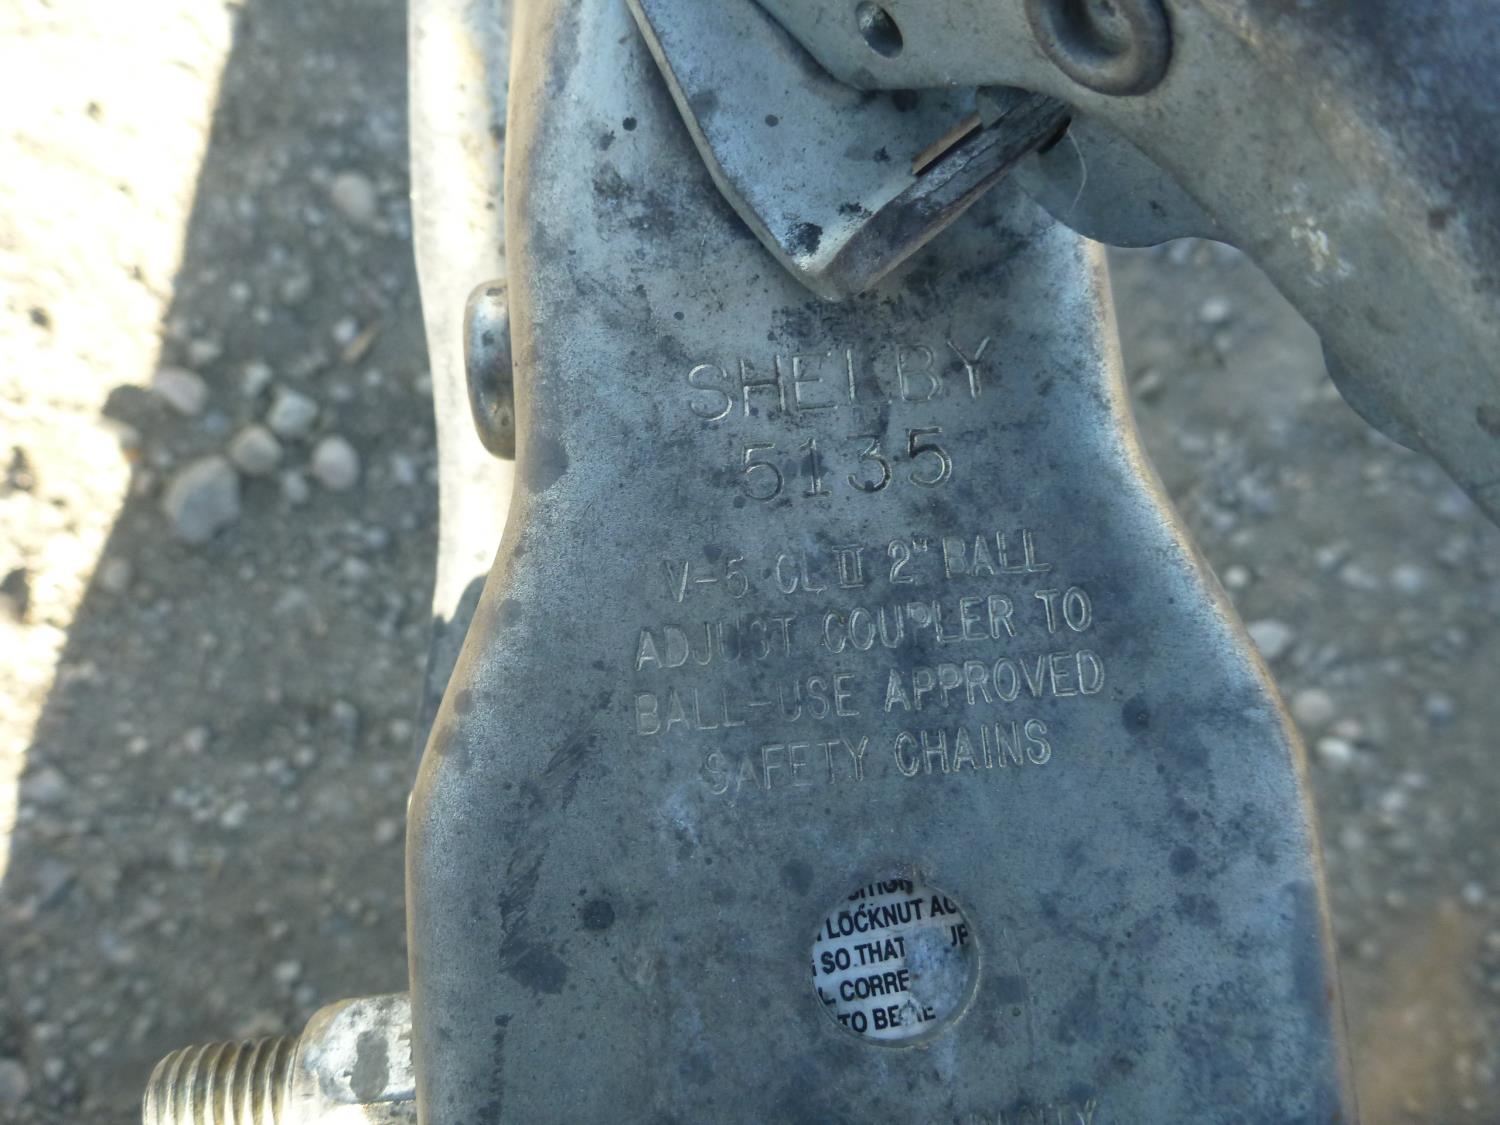 SHELBY
5135
V-5 CL II 2" BALL
ADJUST COUPLER TO
BALL-USE APPROVED
SAFETY CHAINS
LOCKNUT
SO THAT
CORRE
TO BE